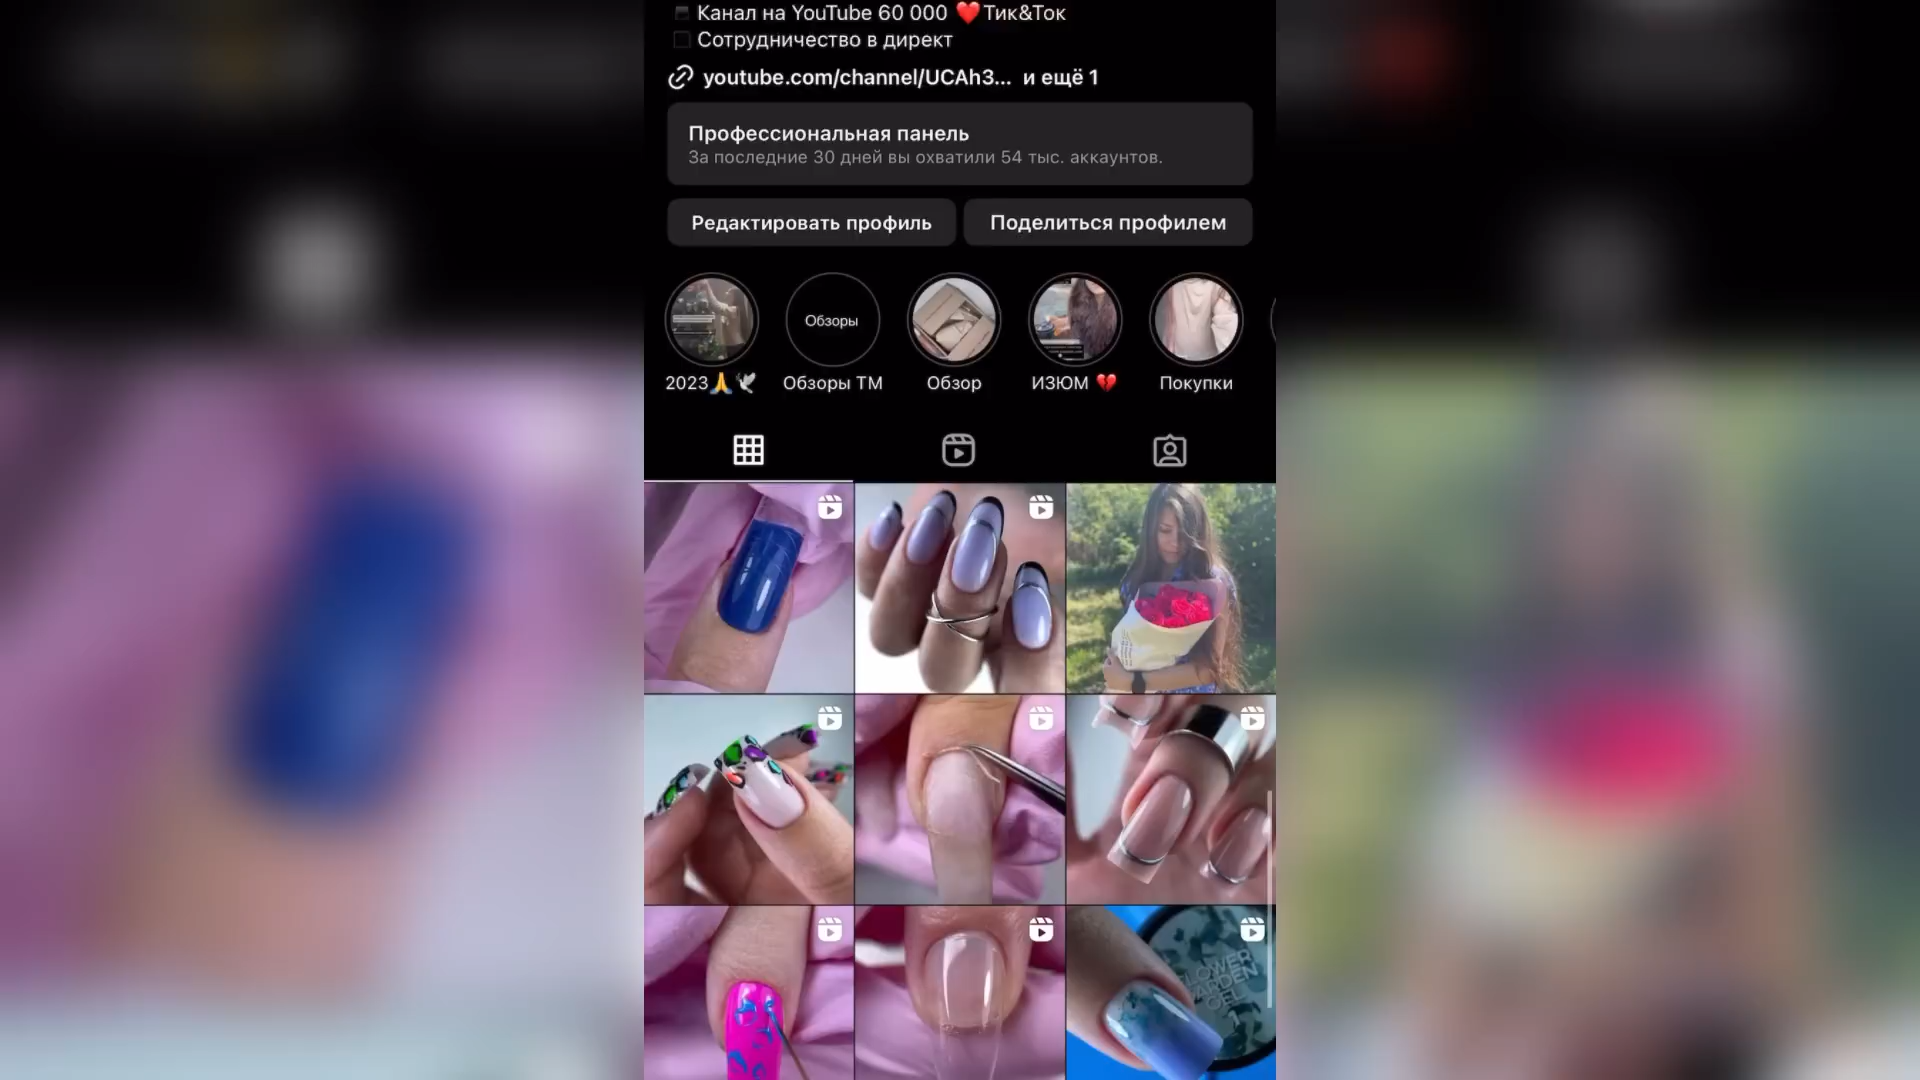 Канал на YouTube 60 000 ❤️Тик&Ток
Сотрудничество в директ
youtube.com/channel/UCAh3... и ещё 1
Профессиональная панель
За последние 30 дней вы охватили 54 тыс. аккаунтов.
Редактировать профиль
Поделиться профилем
Обзоры
2023🙏🕊
Обзоры ТМ
Обзор
ИЗЮМ 💔
Покупки
FLOWER
GARDEN
GEL